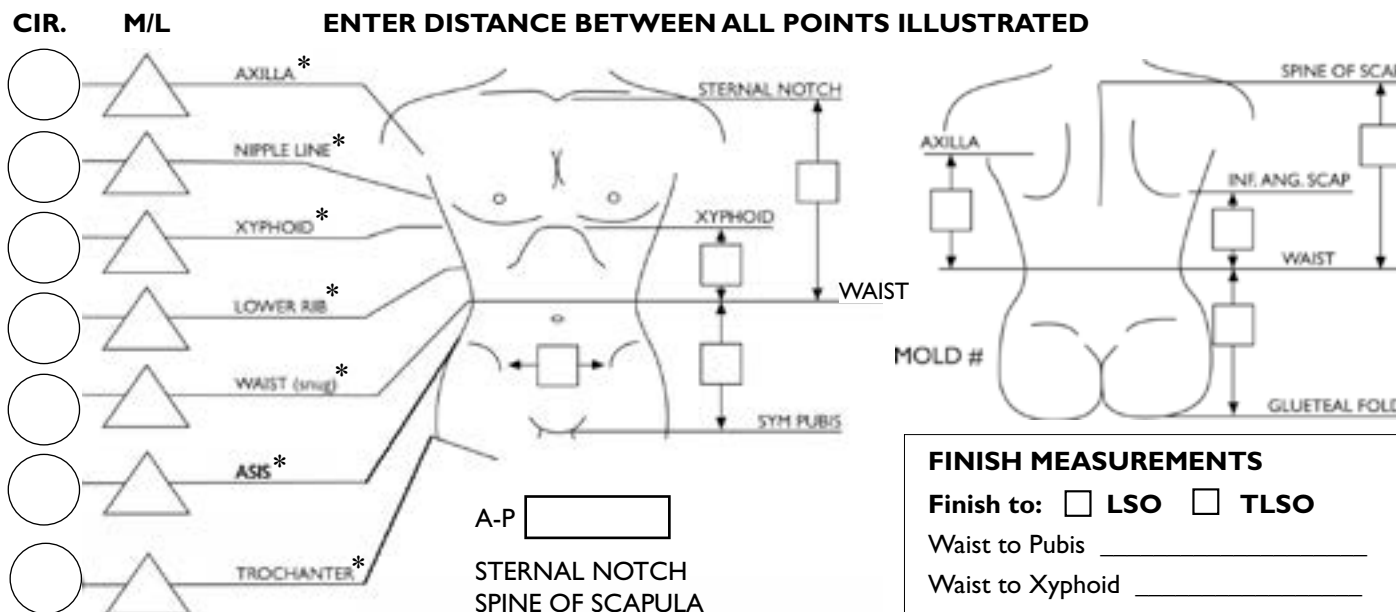 CIR. M/L ENTER DISTANCE BETWEEN ALL POINTS ILLUSTRATED
AXILLA*
NIPPLE LINE*
XYPHOID*
LOWER RIB*
WAIST (snug)*
ASIS*
TROCHANTER*
STERNAL NOTCH
XYPHOID
WAIST
SYM PUBIS
A-P
STERNAL NOTCH
SPINE OF SCAPULA
SPINE OF SCAP
AXILLA
INF. ANG. SCAP
WAIST
MOLD #
GLUETEAL FOLD
FINISH MEASUREMENTS
Finish to: LSO TLSO
Waist to Pubis
Waist to Xyphoid